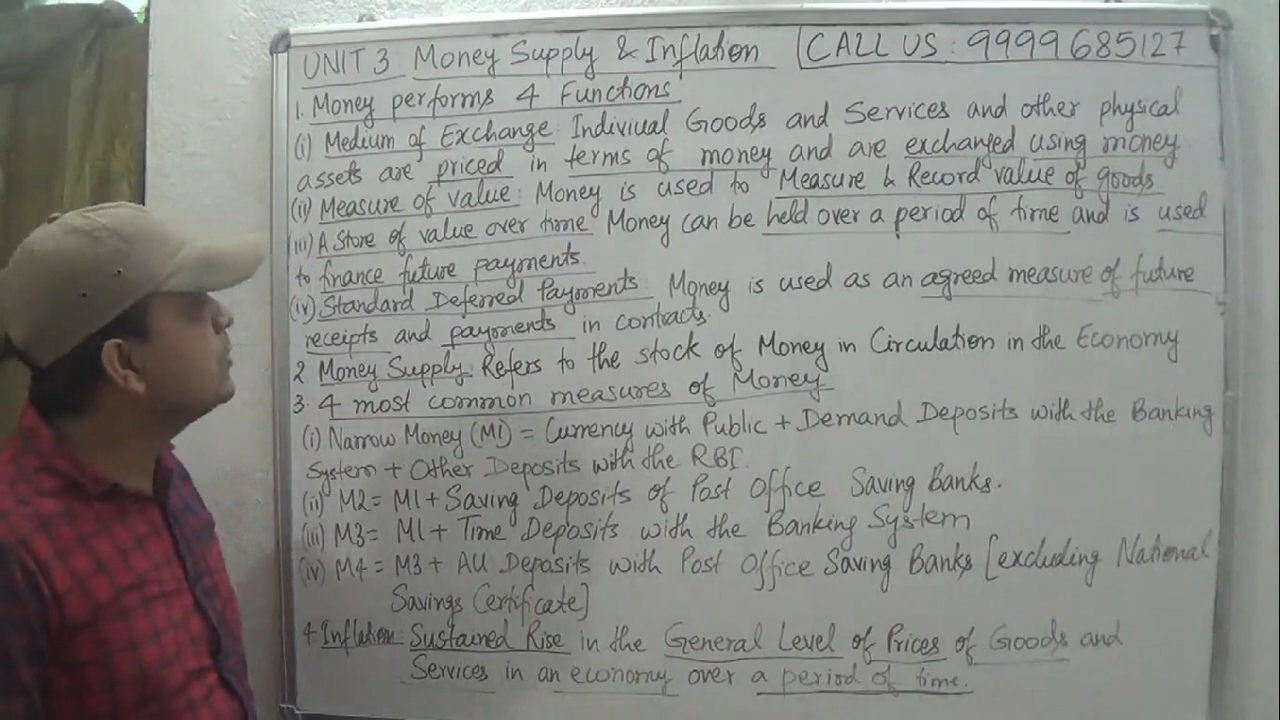 UNIT 3 Money Supply & Inflation CALL US: 9999685127
1. Money performs 4 Functions
(i) Medium of Exchange: Indiviual Goods and Services and other physical
assets are priced in terms of money and are exchanged using money
(ii) Measure of value: Money is used to Measure & Record value of goods
(iii) A Store of value over time Money can be held over a period of time and is used
to finance future payments.
(iv) Standard Deferred Payments: Money is used as an agreed measure of future
receipts and payments in contracts.
2 Money Supply: Refers to the stock of Money in Circulation in the Economy
3. 4 most common measures of Money
(i) Narrow Money (M1) = Currency with Public + Demand Deposits with the Banking
System + Other Deposits with the RBI.
(ii) M2 = M1 + Saving Deposits of Post Office Saving Banks.
(iii) M3 = M1 + Time Deposits with the Banking System
(iv) M4 = M3 + All Deposits with Post Office Saving Banks [excluding National
Savings Certificate]
4 Inflation: Sustained Rise in the General Level of Prices of Goods and
Services in an economy over a period of time.